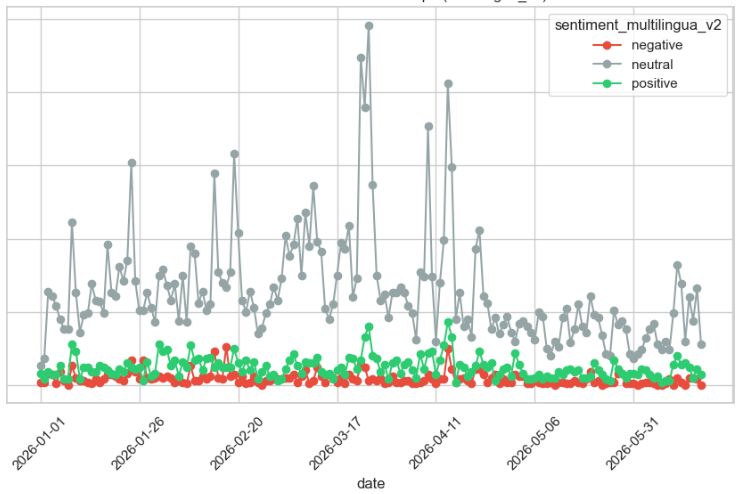 sentiment_multilingua_v2
negative
neutral
positive
2026-01-01
2026-01-26
2026-02-20
2026-03-17
2026-04-11
2026-05-06
2026-05-31
date